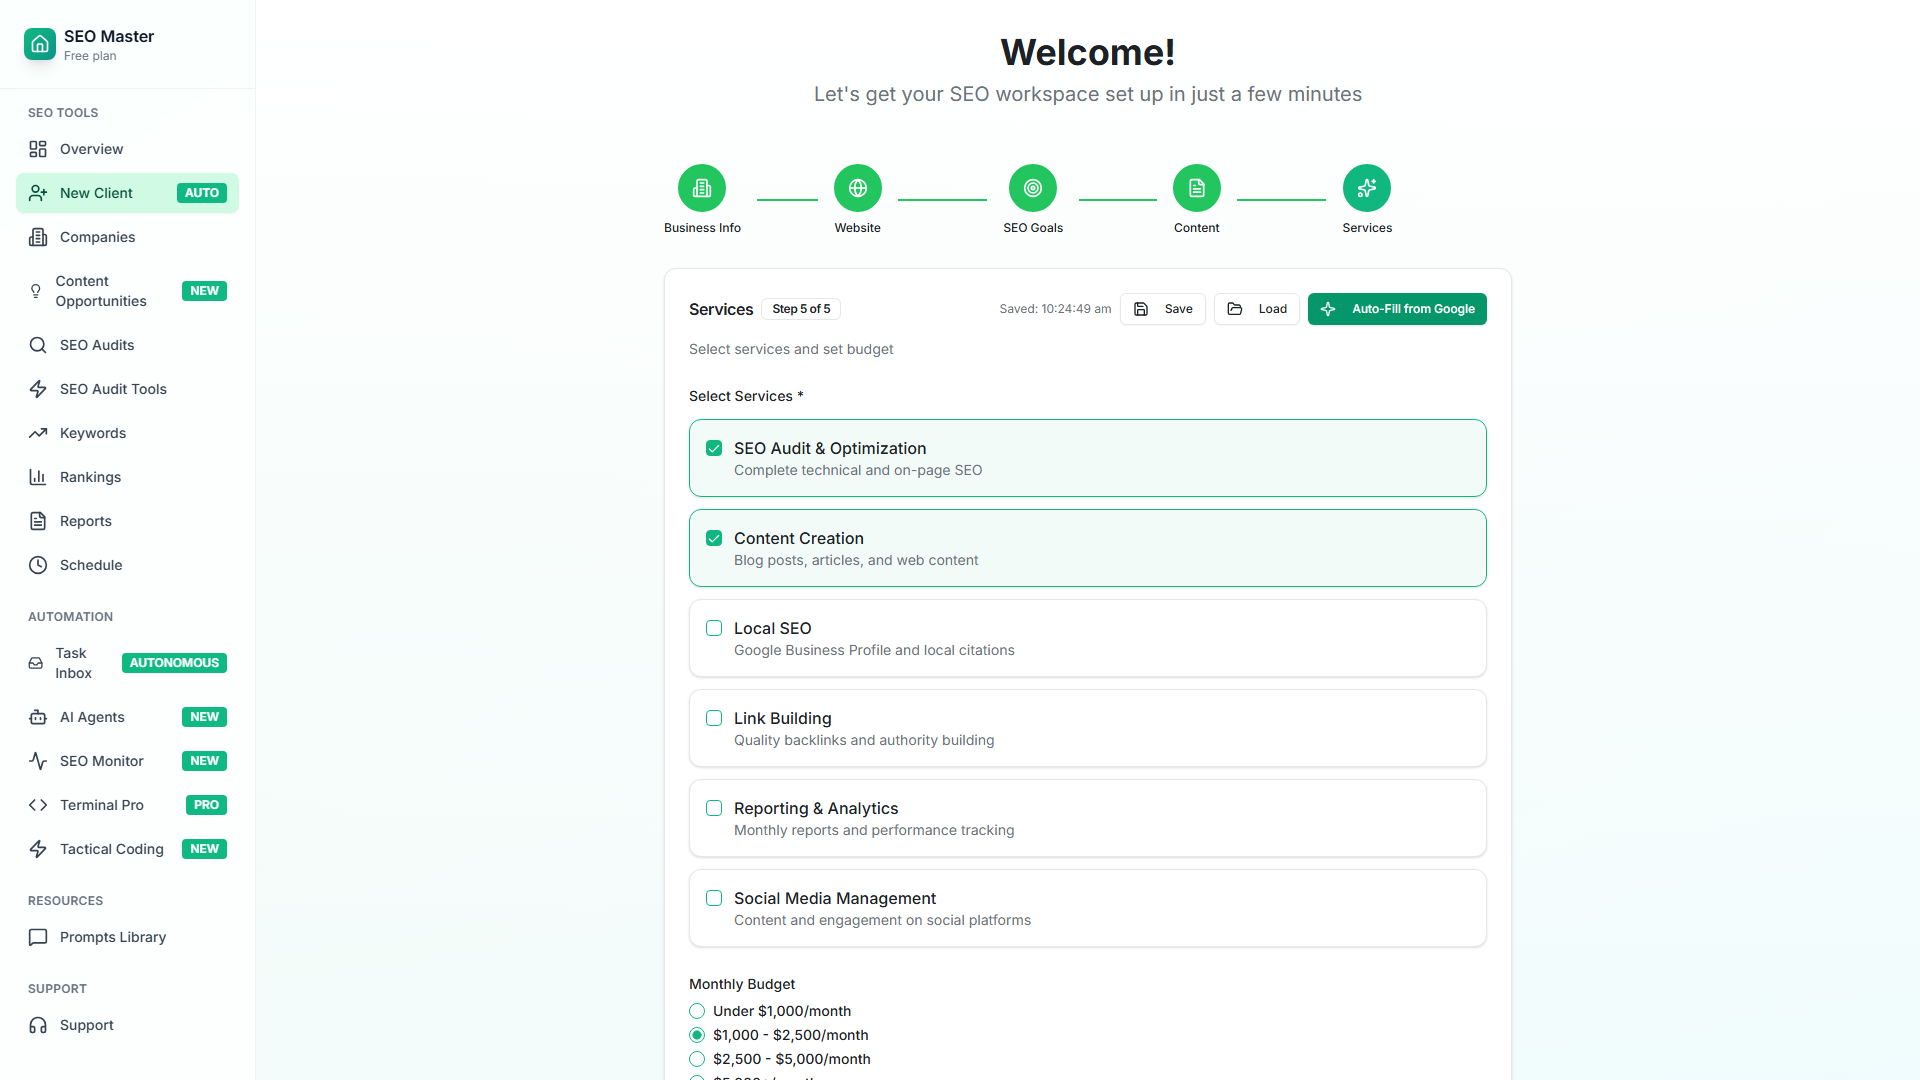 SEO Master
Free plan
SEO TOOLS
Overview
New Client AUTO
Companies
Content
Opportunities
NEW
SEO Audits
SEO Audit Tools
Keywords
Rankings
Reports
Schedule
AUTOMATION
Task
Inbox
AUTONOMOUS
AI Agents NEW
SEO Monitor NEW
Terminal Pro PRO
Tactical Coding NEW
RESOURCES
Prompts Library
SUPPORT
Support
Welcome!
Let's get your SEO workspace set up in just a few minutes
Business Info
Website
SEO Goals
Content
Services
Services Step 5 of 5 Saved: 10:24:49 am Save Load Auto-Fill from Google
Select services and set budget
Select Services *
SEO Audit & Optimization
Complete technical and on-page SEO
Content Creation
Blog posts, articles, and web content
Local SEO
Google Business Profile and local citations
Link Building
Quality backlinks and authority building
Reporting & Analytics
Monthly reports and performance tracking
Social Media Management
Content and engagement on social platforms
Monthly Budget
Under $1,000/month
$1,000 - $2,500/month
$2,500 - $5,000/month